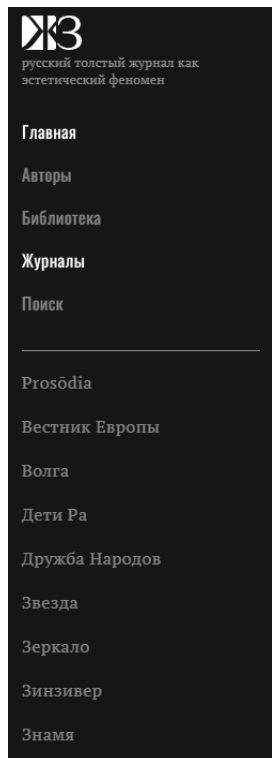 ЖЗ
русский толстый журнал как
эстетический феномен
Главная
Авторы
Библиотека
Журналы
Поиск
Prosōdia
Вестник Европы
Волга
Дети Ра
Дружба Народов
Звезда
Зеркало
Зинзивер
Знамя